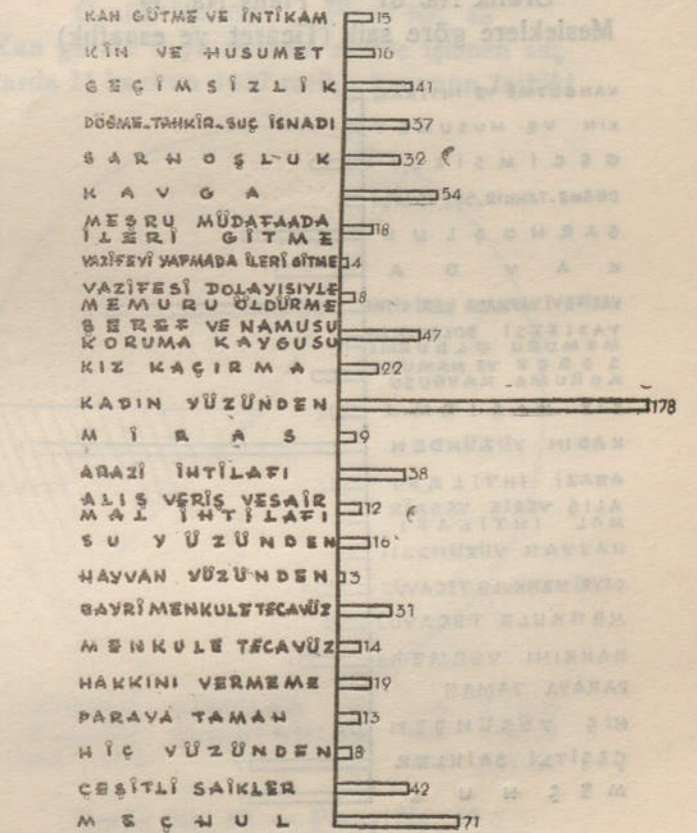 KAN GÜTME VE İNTİKAM 15
KİN VE HUSUMET 16
GEÇİMSİZLİK 41
DÖĞME-TAHKİR-SUÇ İSNADI 37
SARHOŞLUK 32
KAVGA 54
MEŞRU MÜDAFAADA
İLERİ GİTME 18
VAZİFEYİ YAPMADA İLERİ GİTME 4
VAZİFESİ DOLAYISIYLE
MEMURU ÖLDÜRME 8
ŞEREF VE NAMUSU
KORUMA KAYGUSU 47
KIZ KAÇIRMA 22
KADIN YÜZÜNDEN 178
MİRAS 9
ARAZİ İHTİLAFI 38
ALIŞ VERİŞ VESAİR
MAL İHTİLAFI 12
SU YÜZÜNDEN 16
HAYVAN YÜZÜNDEN 3
GAYRİMENKULE TECAVÜZ 31
MENKULE TECAVÜZ 14
HAKKINI VERMEME 19
PARAYA TAMAH 13
HİÇ YÜZÜNDEN 8
ÇEŞİTLİ SAİKLER 42
MEÇHUL 71